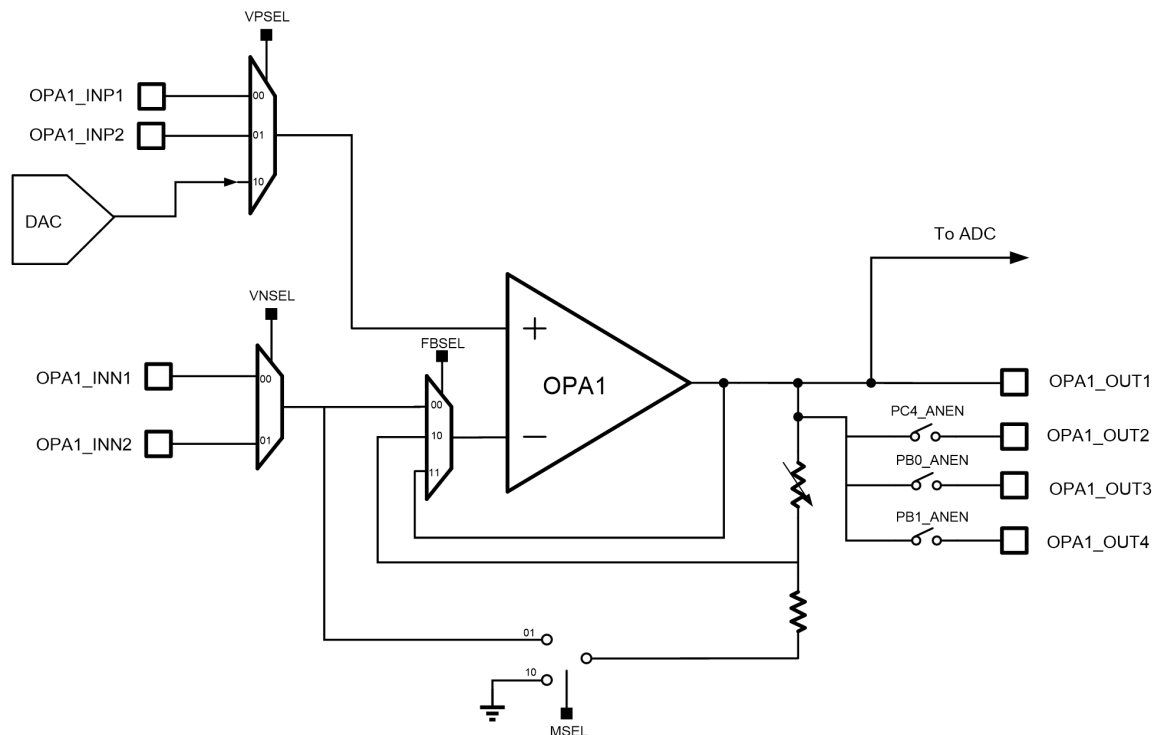 VPSEL
OPA1_INP1
00
OPA1_INP2
01
10
DAC
To ADC
VNSEL
FBSEL
OPA1_INN1
00
OPA1
OPA1_OUT1
00
PC4_ANEN
OPA1_INN2
01
10
OPA1_OUT2
11
PB0_ANEN
OPA1_OUT3
PB1_ANEN
OPA1_OUT4
01
10
MSEL